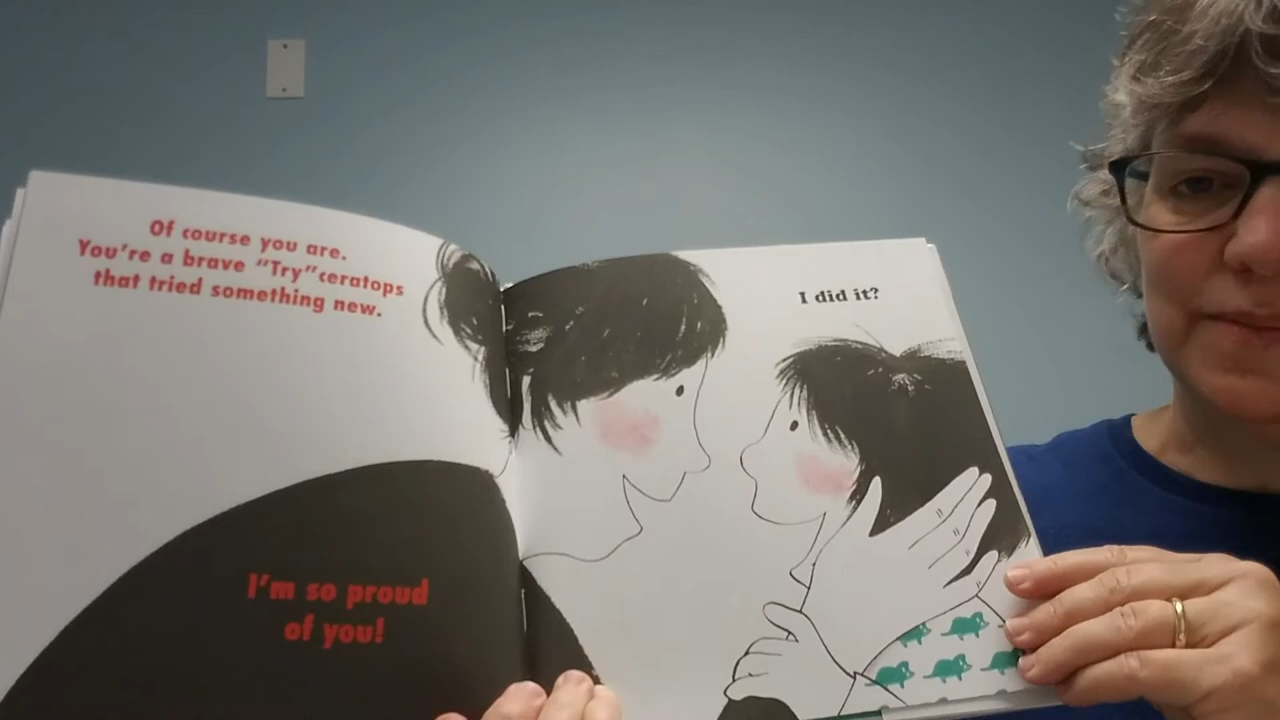 Of course you are.
You're a brave "Try"ceratops
that tried something new.
I'm so proud
of you!
I did it?